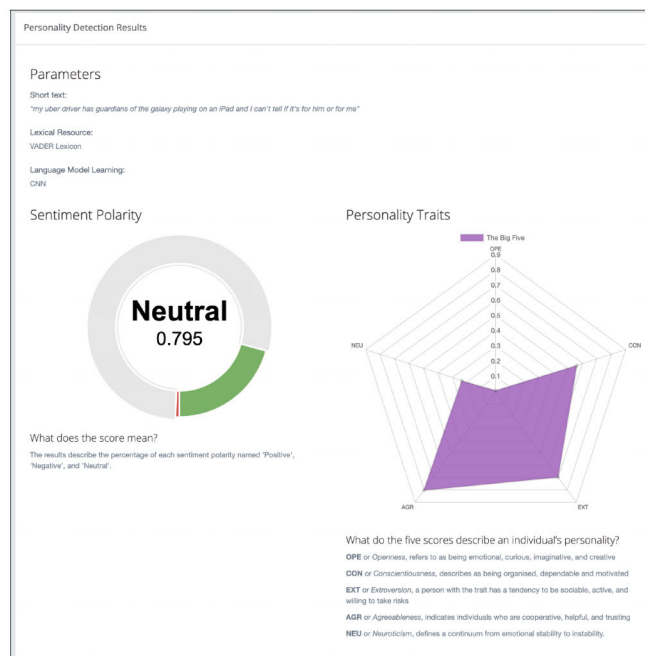 Personality Detection Results
Parameters
Short text:
"my uber driver has guardians of the galaxy playing on an iPad and I can't tell if it's for him or for me"
Lexical Resource:
VADER Lexicon
Language Model Learning:
CNN
Sentiment Polarity
Neutral
0.795
What does the score mean?
The results describe the percentage of each sentiment polarity named 'Positive',
'Negative', and 'Neutral'.
Personality Traits
The Big Five
OPE
0.9
0.8
0.7
0.6
0.5
0.4
0.3
0.2
0.1
NEU
CON
AGR
EXT
What do the five scores describe an individual's personality?
OPE or Openness, refers to as being emotional, curious, imaginative, and creative
CON or Conscientiousness, describes as being organised, dependable and motivated
EXT or Extroversion, a person with the trait has a tendency to be sociable, active, and
willing to take risks
AGR or Agreeableness, indicates individuals who are cooperative, helpful, and trusting
NEU or Neuroticism, defines a continuum from emotional stability to instability.